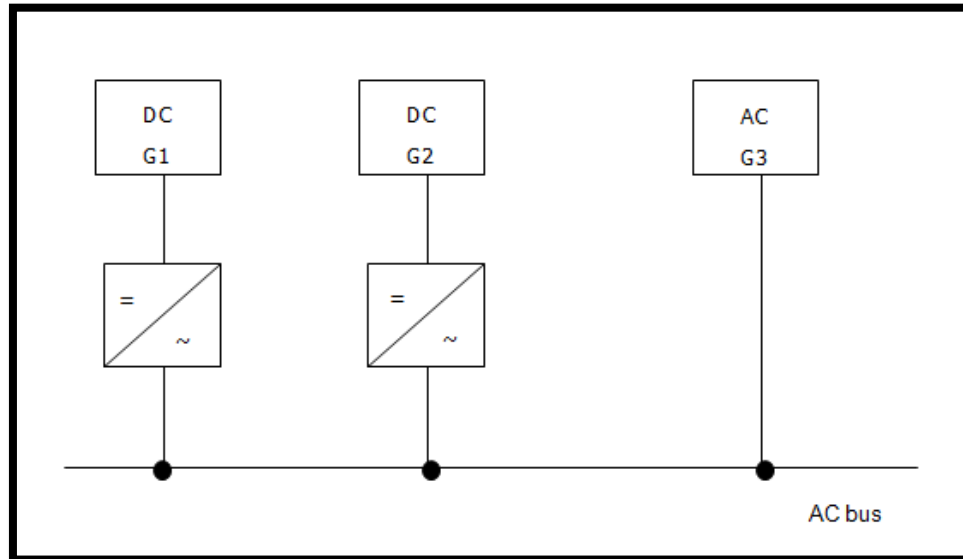 DC
G1
DC
G2
AC
G3
=
~
=
~
AC bus